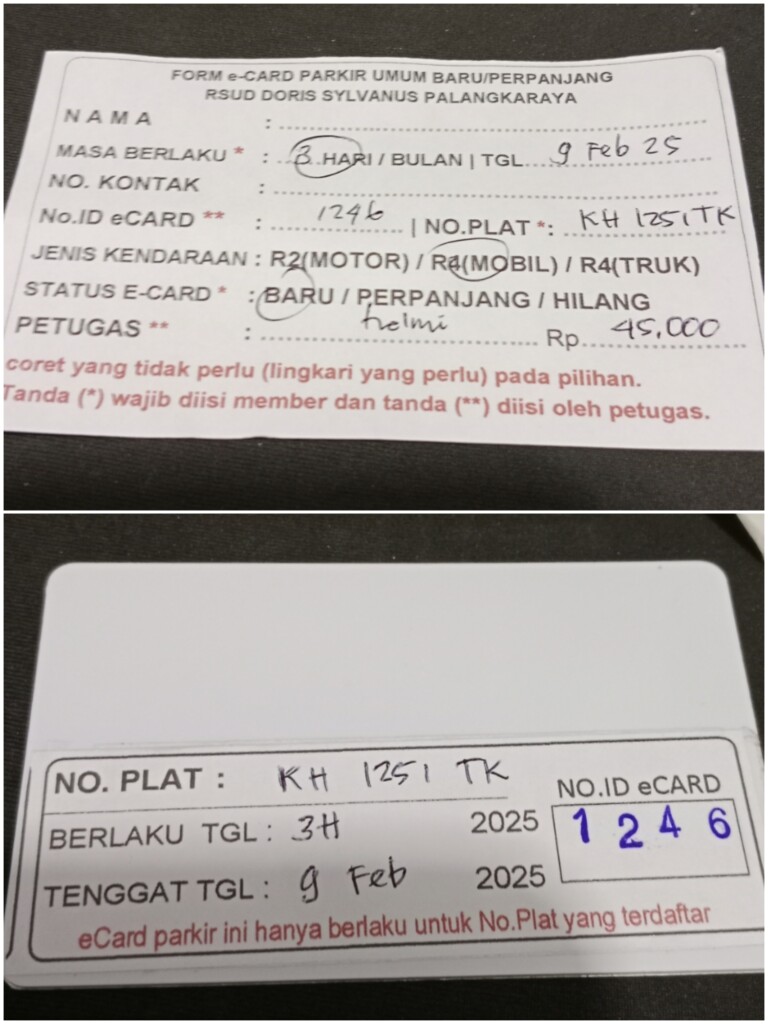 FORM e-CARD PARKIR UMUM BARU/PERPANJANG
RSUD DORIS SYLVANUS PALANGKARAYA
NAMA :
MASA BERLAKU * : 3 HARI / BULAN | TGL. 9 Feb 25
NO. KONTAK :
No.ID eCARD ** : 1246 | NO.PLAT *: KH 1251 TK
JENIS KENDARAAN : R2(MOTOR) / R4(MOBIL) / R4(TRUK)
STATUS E-CARD * : BARU / PERPANJANG / HILANG
PETUGAS ** : helmi Rp. 45.000
coret yang tidak perlu (lingkari yang perlu) pada pilihan.
Tanda (*) wajib diisi member dan tanda (**) diisi oleh petugas.
NO. PLAT : KH 1251 TK
NO.ID eCARD
BERLAKU TGL : 3H 2025
1246
TENGGAT TGL : 9 Feb 2025
eCard parkir ini hanya berlaku untuk No.Plat yang terdaftar